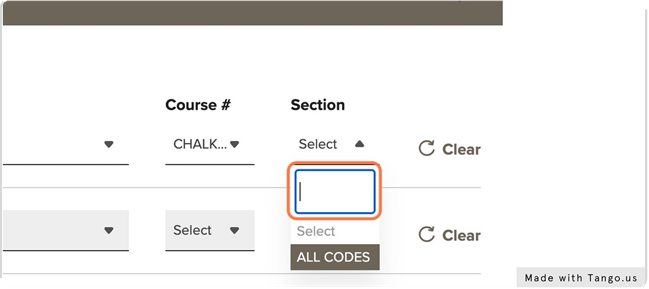 Course # Section
CHALK... Select Clear
Select
Select Clear
ALL CODES
Made with Tango.us